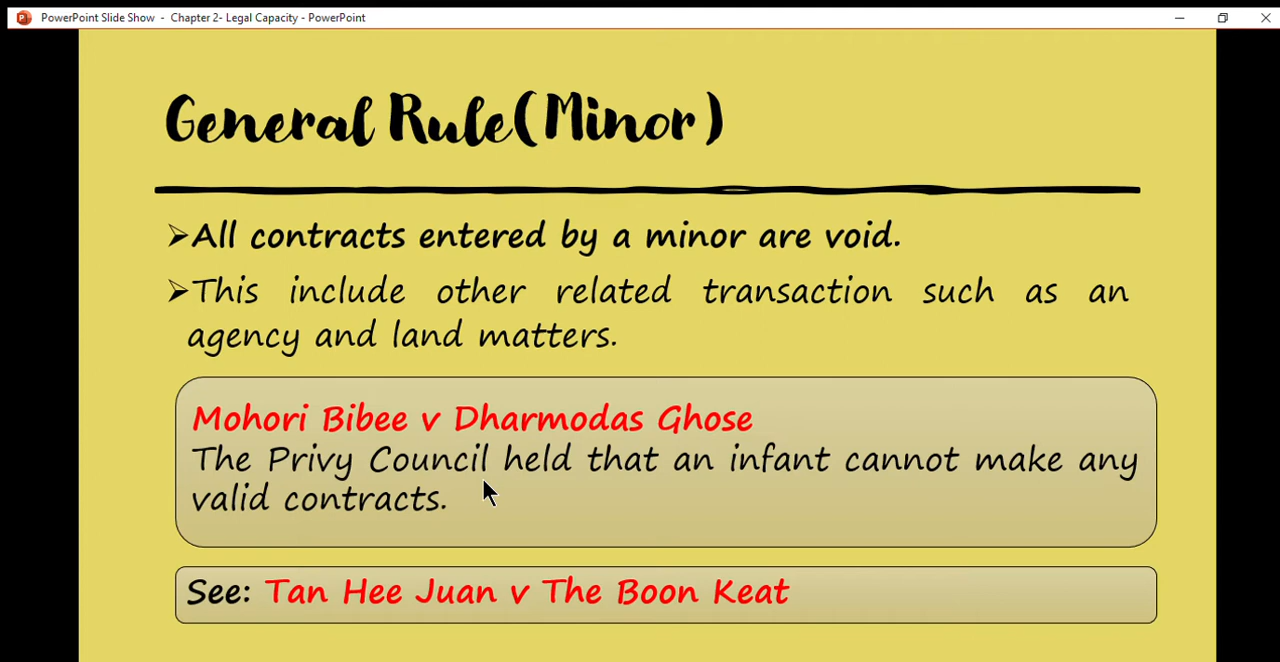 PowerPoint Slide Show - Chapter 2- Legal Capacity - PowerPoint
General Rule(Minor)
➢All contracts entered by a minor are void.
➢This include other related transaction such as an
agency and land matters.
Mohori Bibee v Dharmodas Ghose
The Privy Council held that an infant cannot make any
valid contracts.
See: Tan Hee Juan v The Boon Keat